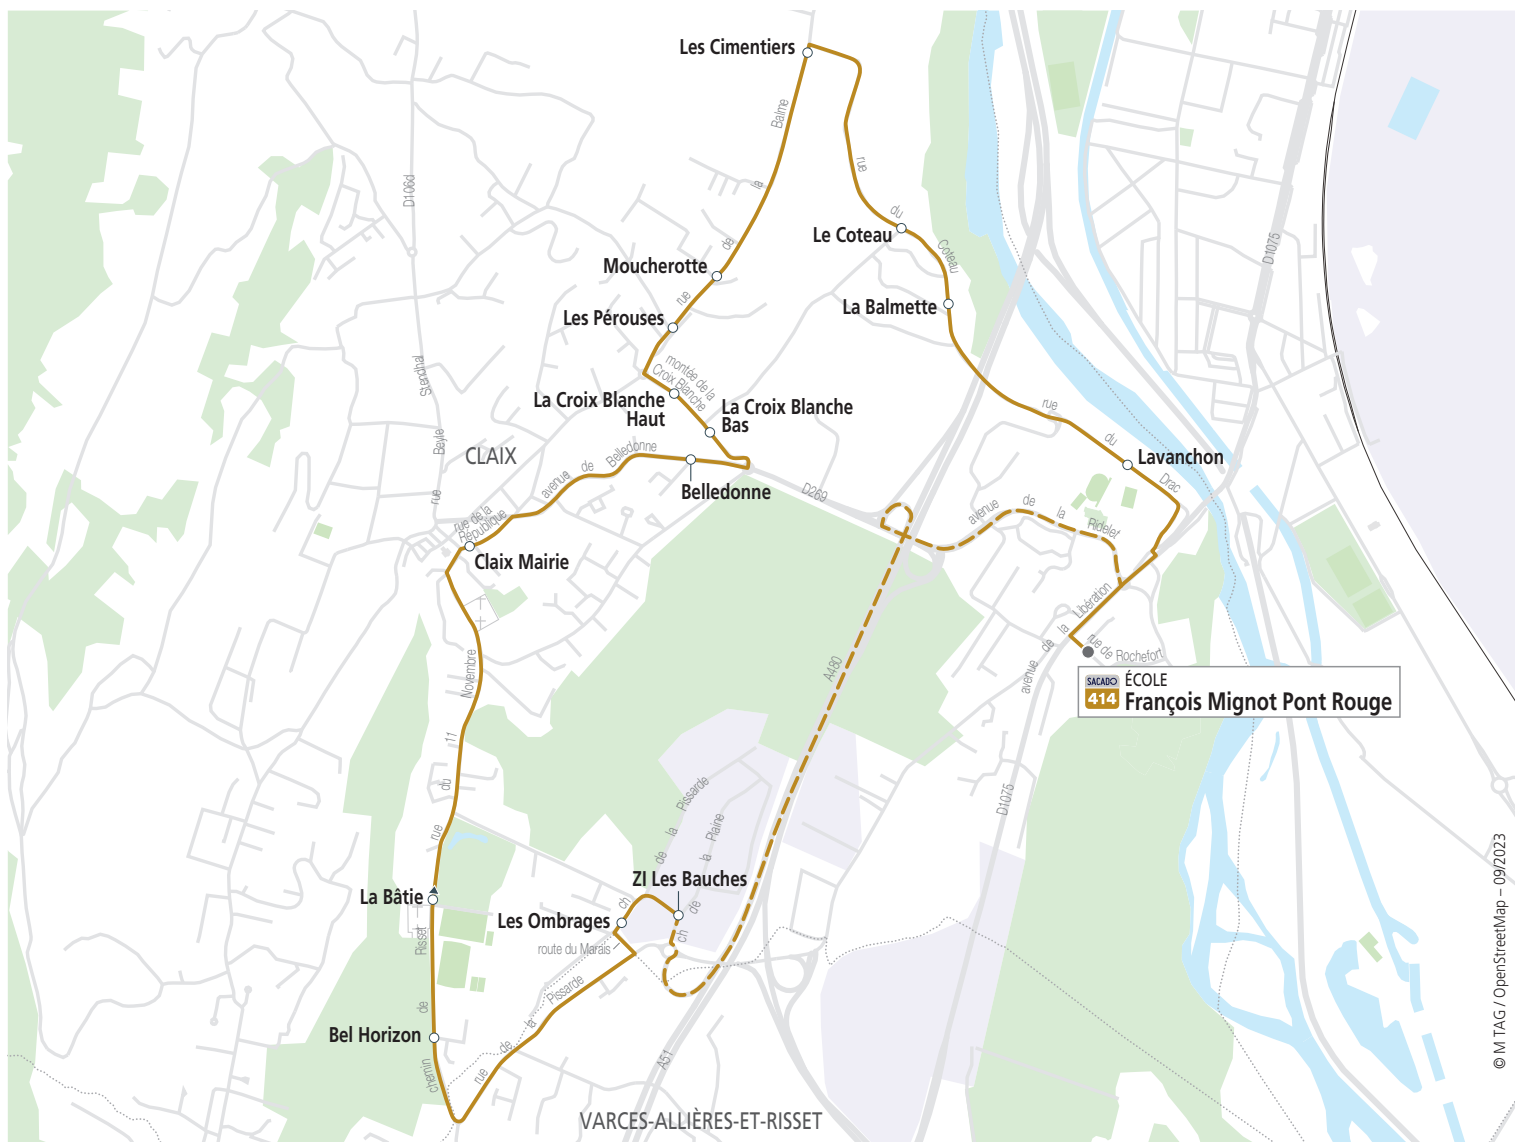 Les Cimentiers
rue de la Balme
D106d
rue du Coteau
Le Coteau
D1075
Moucherotte
La Balmette
Les Pérouses
rue Beyle Stendhal
montée de la
Croix Blanche
La Croix Blanche
Haut
La Croix Blanche
Bas
rue du Drac
CLAIX
avenue de Belledonne
Lavanchon
Belledonne
D269
avenue de la Ridelet
rue de la
République
Claix Mairie
avenue de la Libération
rue de Rochefort
A480
SACADO
ÉCOLE
414
François Mignot Pont Rouge
rue du 11 Novembre
D1075
ch de la Pissarde
ch de la Plaine
ZI Les Bauches
La Bâtie
Les Ombrages
route du Marais
chemin de Risset
Bel Horizon
rue de la Pissarde
A51
VARCES-ALLIÈRES-ET-RISSET
© M TAG / OpenStreetMap – 09/2023